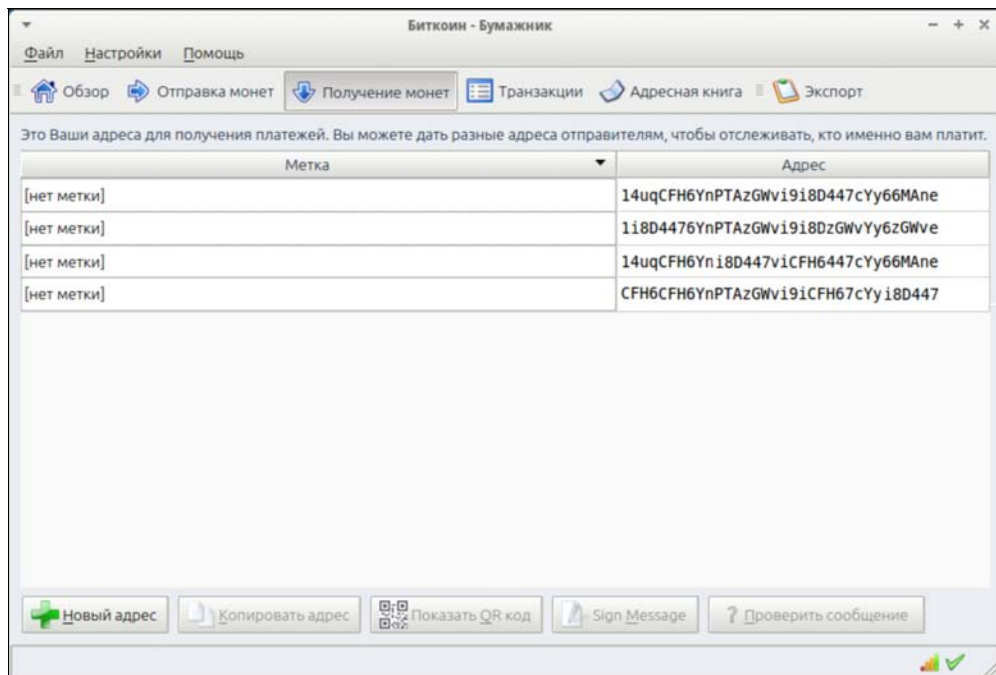 Биткоин - Бумажник
Файл Настройки Помощь
Обзор Отправка монет Получение монет Транзакции Адресная книга Экспорт
Это Ваши адреса для получения платежей. Вы можете дать разные адреса отправителям, чтобы отслеживать, кто именно вам платит.
Метка Адрес
[нет метки] 14uqCFH6YnPTAzGWvi9i8D447cYy66MAne
[нет метки] 1i8D4476YnPTAzGWvi9i8DzGWvYy6zGWve
[нет метки] 14uqCFH6Yni8D447viCFH6447cYy66MAne
[нет метки] CFH6CFH6YnPTAzGWvi9iCFH67cYyi8D447
Новый адрес Копировать адрес Показать QR код Sign Message ? Проверить сообщение